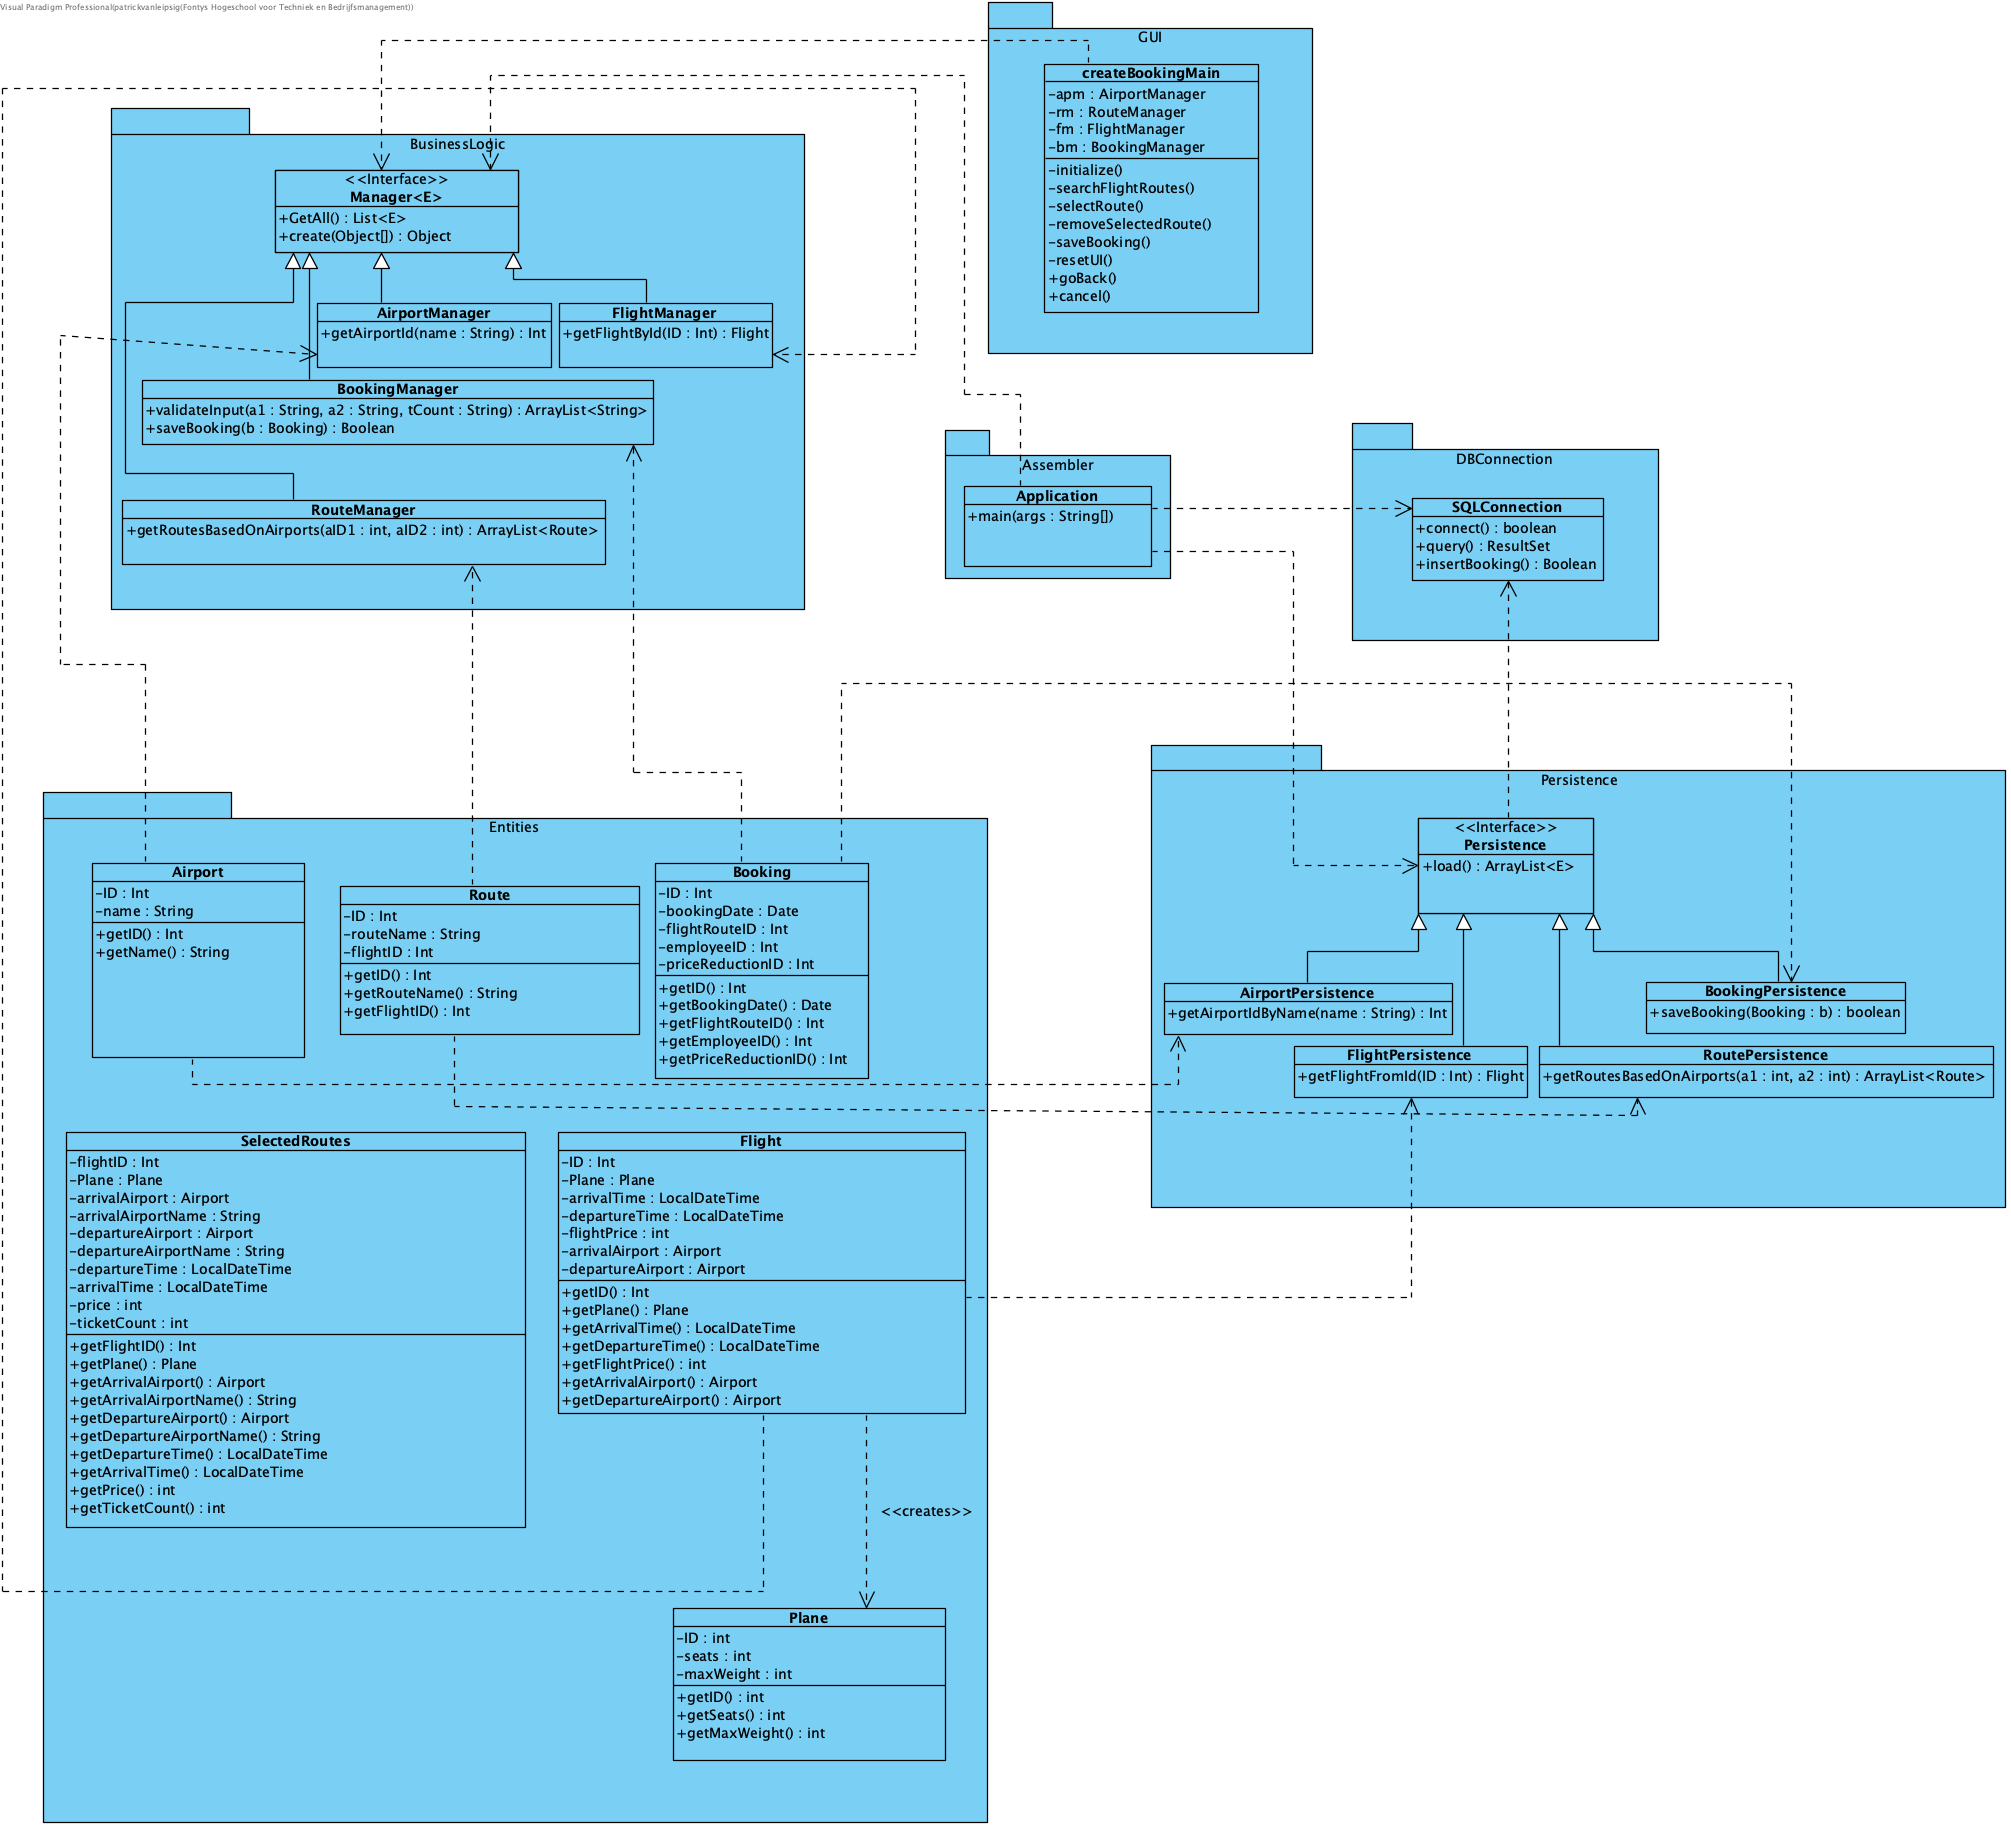 Visual Paradigm Professional(patrickvanleipsig(Fontys Hogeschool voor Techniek en Bedrijfsmanagement))
GUI
createBookingMain
-apm : AirportManager
-rm : RouteManager
-fm : FlightManager
-bm : BookingManager
-initialize()
-searchFlightRoutes()
-selectRoute()
-removeSelectedRoute()
-saveBooking()
-resetUI()
+goBack()
+cancel()
BusinessLogic
<<Interface>>
Manager<E>
+GetAll() : List<E>
+create(Object[]) : Object
AirportManager
+getAirportId(name : String) : Int
FlightManager
+getFlightById(ID : Int) : Flight
BookingManager
+validateInput(a1 : String, a2 : String, tCount : String) : ArrayList<String>
+saveBooking(b : Booking) : Boolean
RouteManager
+getRoutesBasedOnAirports(aID1 : int, aID2 : int) : ArrayList<Route>
Assembler
Application
+main(args : String[])
DBConnection
SQLConnection
+connect() : boolean
+query() : ResultSet
+insertBooking() : Boolean
Persistence
<<Interface>>
Persistence
+load() : ArrayList<E>
AirportPersistence
+getAirportIdByName(name : String) : Int
BookingPersistence
+saveBooking(Booking : b) : boolean
FlightPersistence
+getFlightFromId(ID : Int) : Flight
RoutePersistence
+getRoutesBasedOnAirports(a1 : int, a2 : int) : ArrayList<Route>
Entities
Airport
-ID : Int
-name : String
+getID() : Int
+getName() : String
Route
-ID : Int
-routeName : String
-flightID : Int
+getID() : Int
+getRouteName() : String
+getFlightID() : Int
Booking
-ID : Int
-bookingDate : Date
-flightRouteID : Int
-employeeID : Int
-priceReductionID : Int
+getID() : Int
+getBookingDate() : Date
+getFlightRouteID() : Int
+getEmployeeID() : Int
+getPriceReductionID() : Int
SelectedRoutes
-flightID : Int
-Plane : Plane
-arrivalAirport : Airport
-arrivalAirportName : String
-departureAirport : Airport
-departureAirportName : String
-departureTime : LocalDateTime
-arrivalTime : LocalDateTime
-price : int
-ticketCount : int
+getFlightID() : Int
+getPlane() : Plane
+getArrivalAirport() : Airport
+getArrivalAirportName() : String
+getDepartureAirport() : Airport
+getDepartureAirportName() : String
+getDepartureTime() : LocalDateTime
+getArrivalTime() : LocalDateTime
+getPrice() : int
+getTicketCount() : int
Flight
-ID : Int
-Plane : Plane
-arrivalTime : LocalDateTime
-departureTime : LocalDateTime
-flightPrice : int
-arrivalAirport : Airport
-departureAirport : Airport
+getID() : Int
+getPlane() : Plane
+getArrivalTime() : LocalDateTime
+getDepartureTime() : LocalDateTime
+getFlightPrice() : int
+getArrivalAirport() : Airport
+getDepartureAirport() : Airport
<<creates>>
Plane
-ID : int
-seats : int
-maxWeight : int
+getID() : int
+getSeats() : int
+getMaxWeight() : int